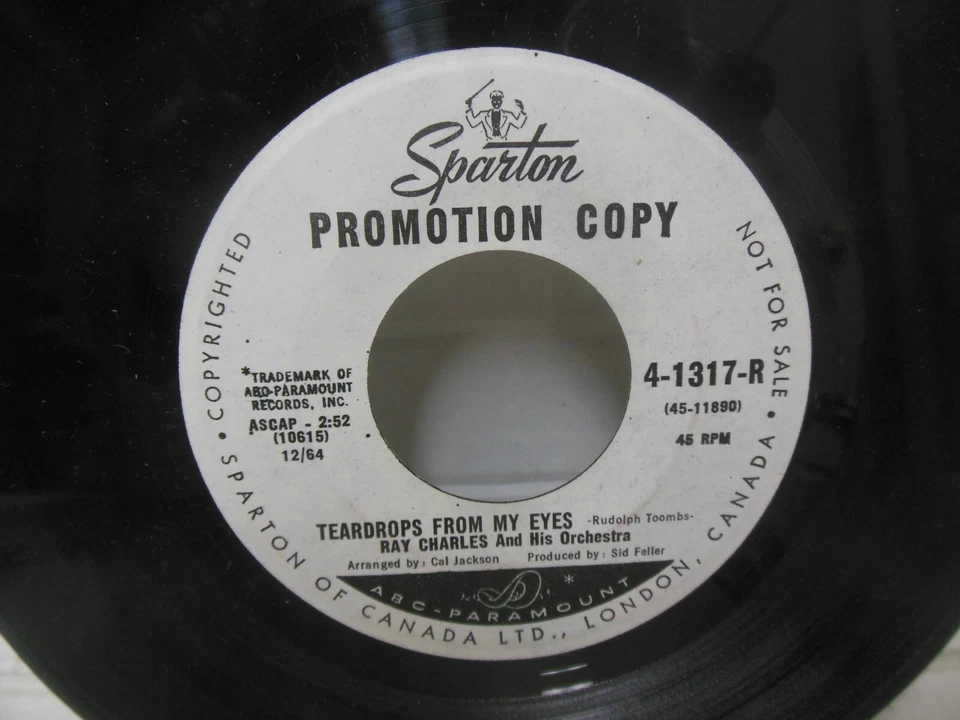 Sparton
PROMOTION COPY
COPYRIGHTED
NOT FOR SALE
*TRADEMARK OF
ABC-PARAMOUNT
RECORDS, INC.
ASCAP - 2:52
(10615)
12/64
4-1317-R
(45-11890)
45 RPM
TEARDROPS FROM MY EYES -Rudolph Toombs-
RAY CHARLES And His Orchestra
Arranged by: Cal Jackson Produced by: Sid Feller
*
ABC-PARAMOUNT
• SPARTON OF CANADA LTD., LONDON, CANADA •